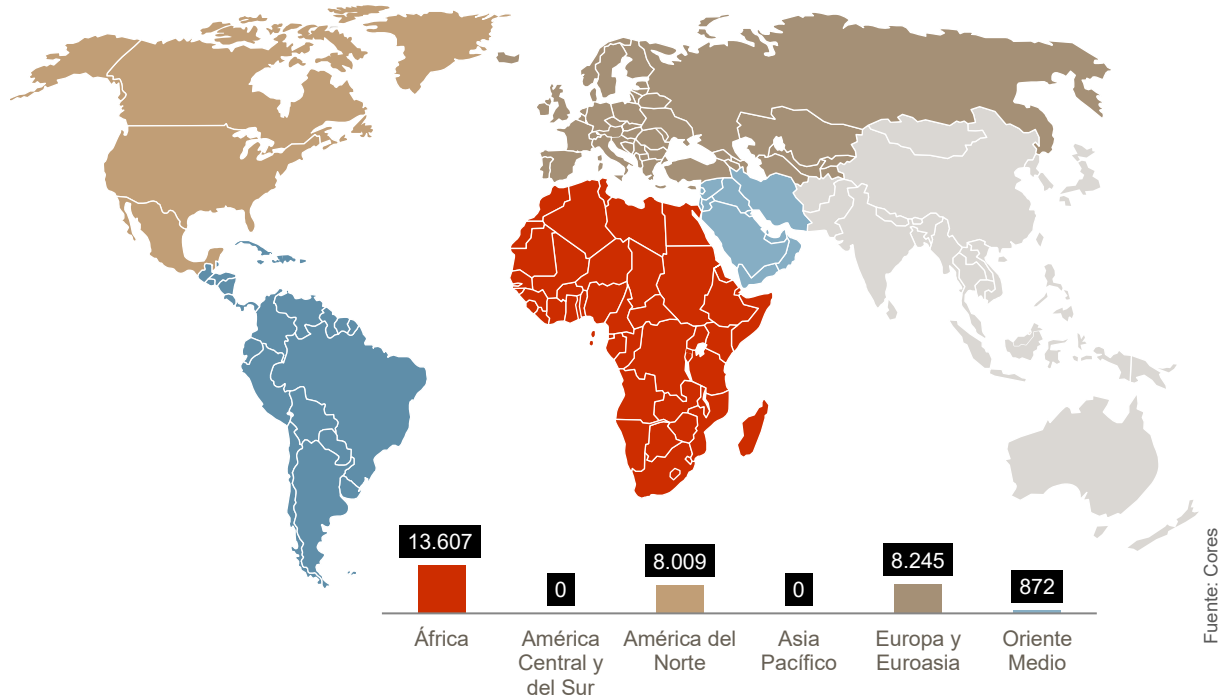 13.607
0
8.009
0
8.245
872
África
América
Central y
del Sur
América del
Norte
Asia
Pacífico
Europa y
Euroasia
Oriente
Medio
Fuente: Cores